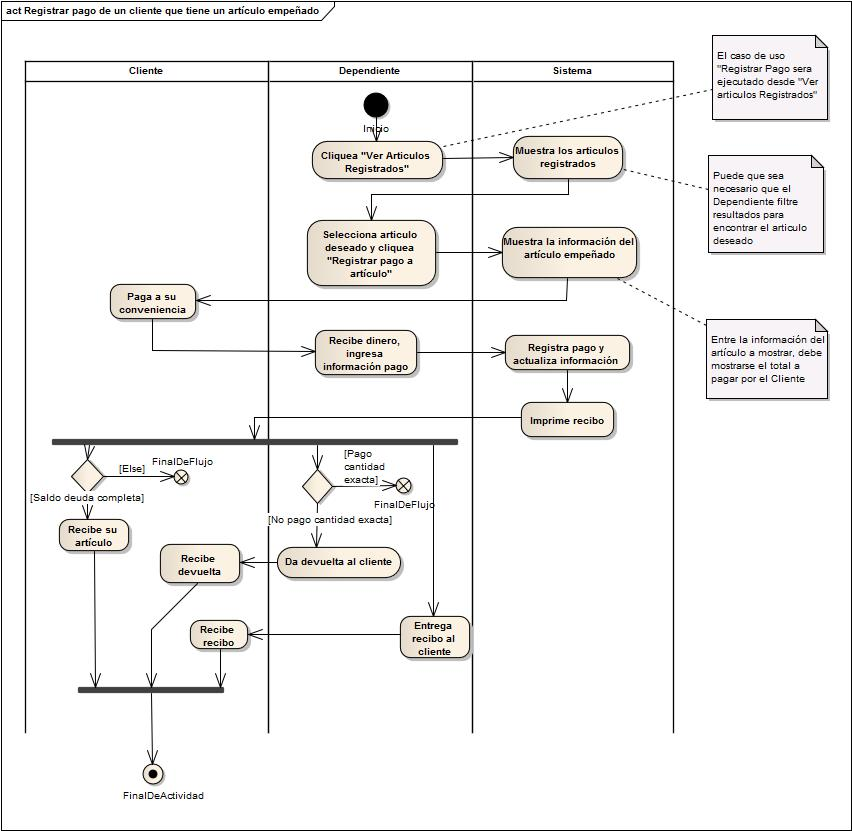 act Registrar pago de un cliente que tiene un artículo empeñado
Cliente
Dependiente
Sistema
El caso de uso
"Registrar Pago sera
ejecutado desde "Ver
articulos Registrados"
Inicio
Cliquea "Ver Articulos
Registrados"
Muestra los articulos
registrados
Puede que sea
necesario que el
Dependiente filtre
resultados para
encontrar el articulo
deseado
Selecciona articulo
deseado y cliquea
"Registrar pago a
artículo"
Muestra la información del
artículo empeñado
Paga a su
conveniencia
Entre la información del
artículo a mostrar, debe
mostrarse el total a
pagar por el Cliente
Recibe dinero,
ingresa
información pago
Registra pago y
actualiza información
Imprime recibo
[Else]
FinalDeFlujo
[Saldo deuda completa]
[Pago
cantidad
exacta]
FinalDeFlujo
[No pago cantidad exacta]
Recibe su
artículo
Recibe
devuelta
Da devuelta al cliente
Recibe
recibo
Entrega
recibo al
cliente
FinalDeActividad